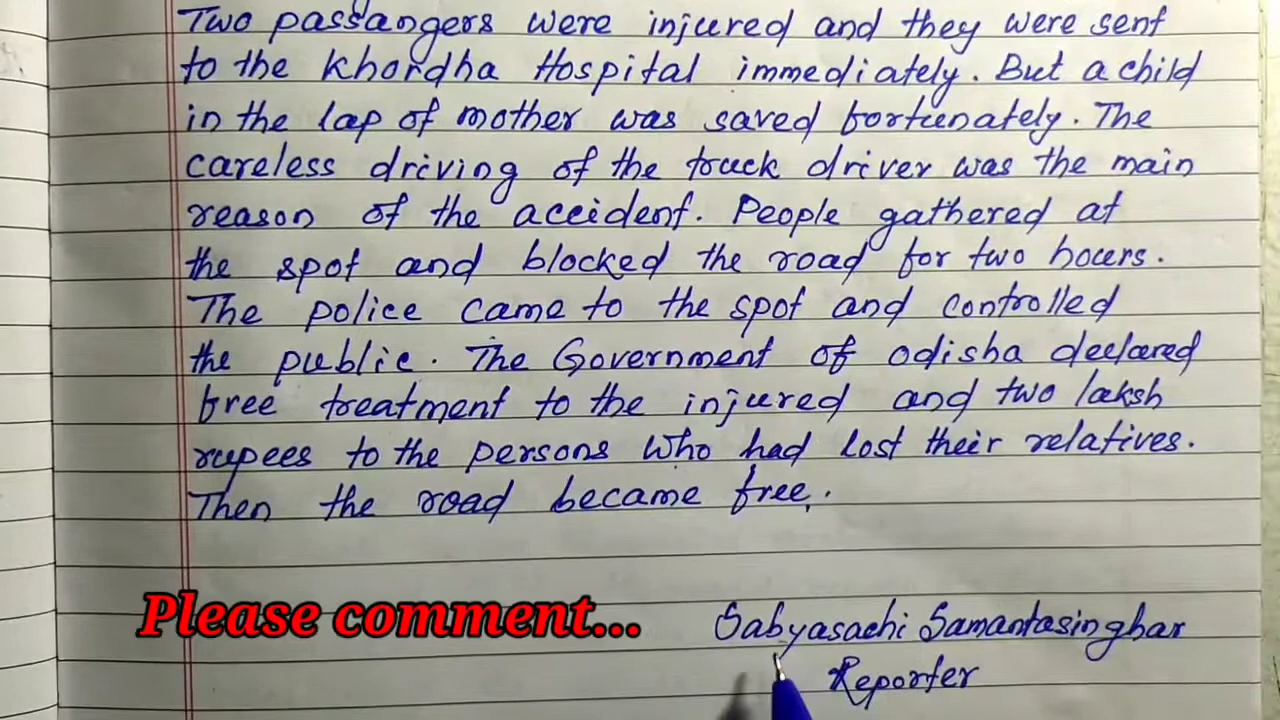 Two passangers were injured and they were sent
to the Khordha Hospital immediately. But a child
in the lap of mother was saved fortunately. The
careless driving of the truck driver was the main
reason of the accident. People gathered at
the spot and blocked the road for two hours.
The police came to the spot and controlled
the public. The Government of Odisha declared
free treatment to the injured and two laksh
rupees to the persons who had lost their relatives.
Then the road became free.
Please comment...
Sabyasachi Samantasinghar
Reporter